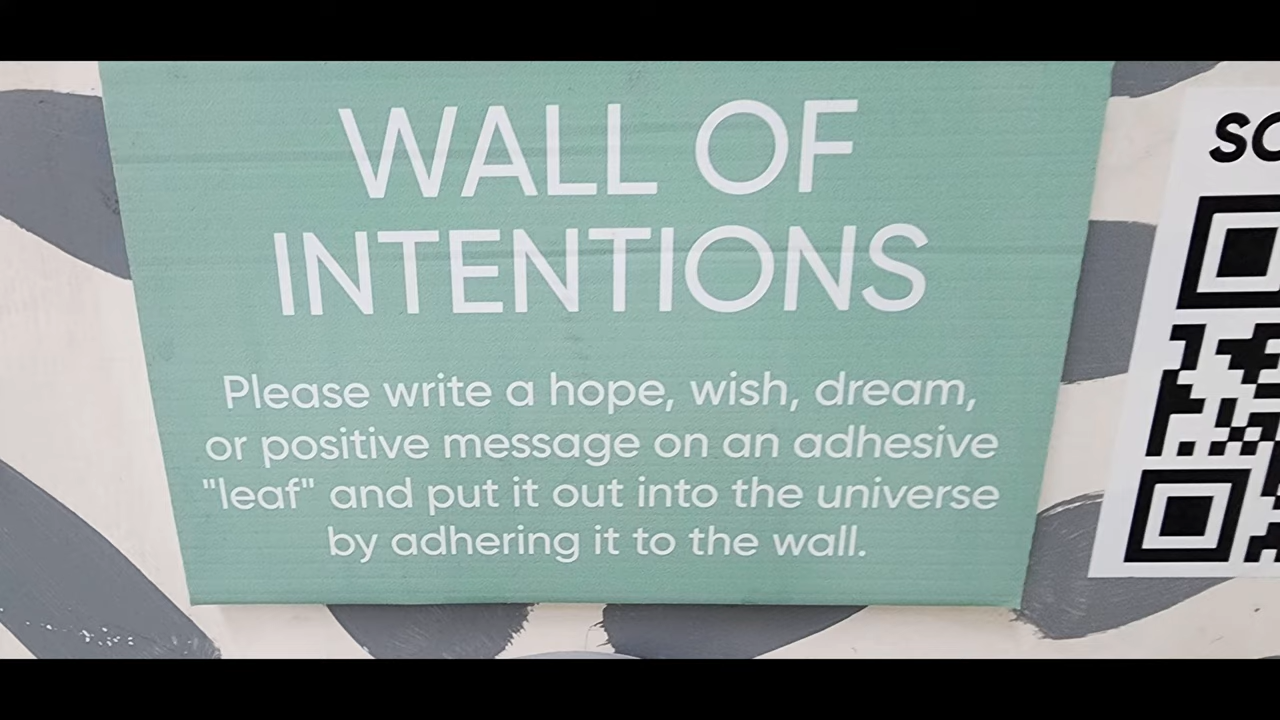 WALL OF
INTENTIONS
Please write a hope, wish, dream,
or positive message on an adhesive
"leaf" and put it out into the universe
by adhering it to the wall.